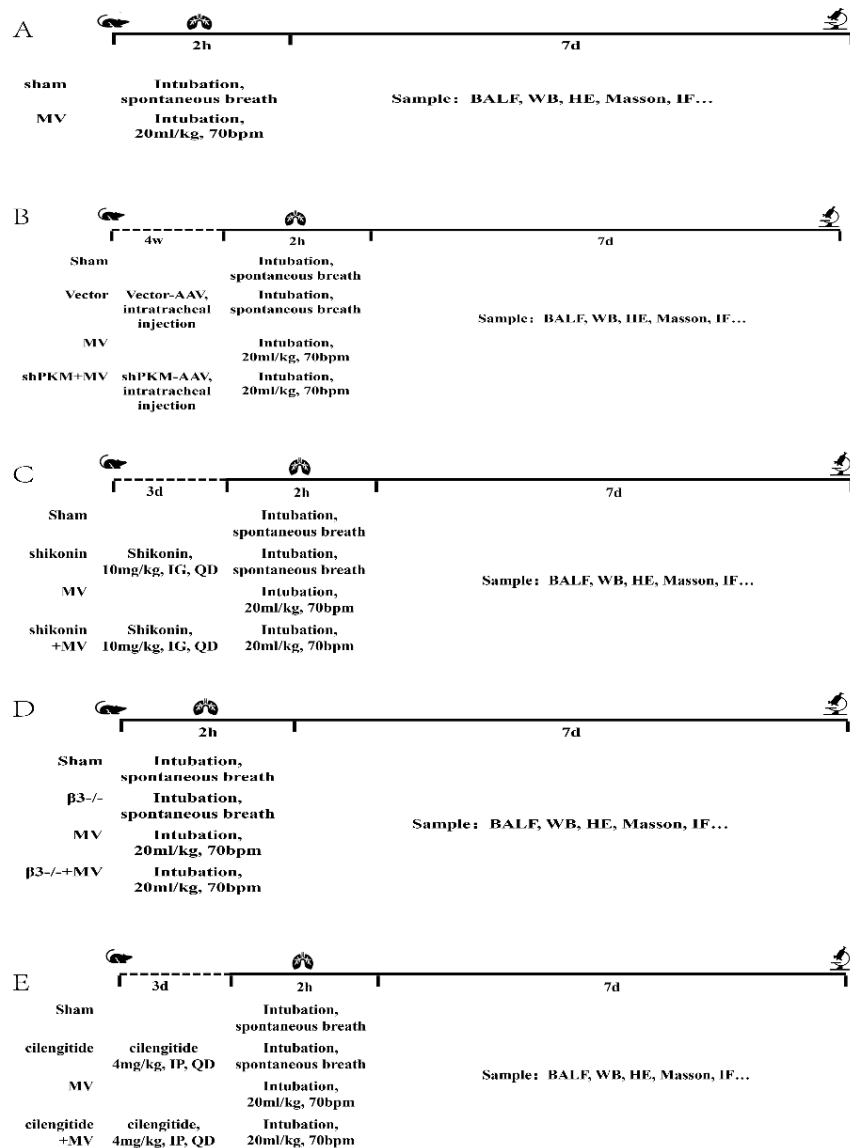 A
2h
7d
sham
Intubation,
spontaneous breath
MV
Intubation,
20ml/kg, 70bpm
Sample: BALF, WB, HE, Masson, IF...
B
4w
2h
7d
Sham
Intubation,
spontaneous breath
Vector
Vector-AAV,
intratracheal
injection
Intubation,
spontaneous breath
MV
Intubation,
20ml/kg, 70bpm
shPKM+MV
shPKM-AAV,
intratracheal
injection
Intubation,
20ml/kg, 70bpm
Sample: BALF, WB, HE, Masson, IF...
C
3d
2h
7d
Sham
Intubation,
spontaneous breath
shikonin
Shikonin,
10mg/kg, IG, QD
Intubation,
spontaneous breath
MV
Intubation,
20ml/kg, 70bpm
shikonin
+MV
Shikonin,
10mg/kg, IG, QD
Intubation,
20ml/kg, 70bpm
Sample: BALF, WB, HE, Masson, IF...
D
2h
7d
Sham
Intubation,
spontaneous breath
β3-/-
Intubation,
spontaneous breath
MV
Intubation,
20ml/kg, 70bpm
β3-/-+MV
Intubation,
20ml/kg, 70bpm
Sample: BALF, WB, HE, Masson, IF...
E
3d
2h
7d
Sham
Intubation,
spontaneous breath
cilengitide
cilengitide
4mg/kg, IP, QD
Intubation,
spontaneous breath
MV
Intubation,
20ml/kg, 70bpm
cilengitide
+MV
cilengitide,
4mg/kg, IP, QD
Intubation,
20ml/kg, 70bpm
Sample: BALF, WB, HE, Masson, IF...